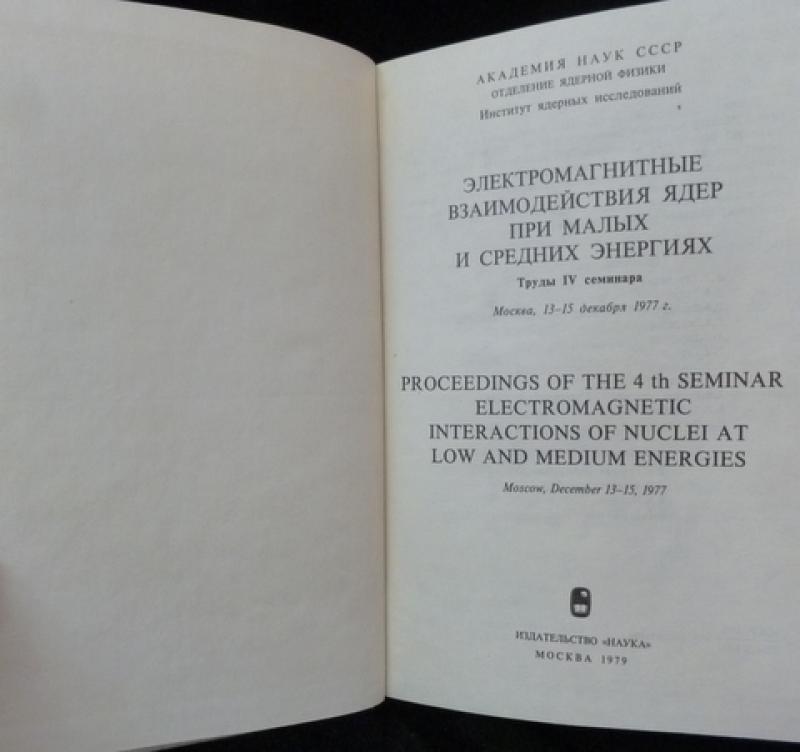 АКАДЕМИЯ НАУК СССР
ОТДЕЛЕНИЕ ЯДЕРНОЙ ФИЗИКИ
Институт ядерных исследований
ЭЛЕКТРОМАГНИТНЫЕ
ВЗАИМОДЕЙСТВИЯ ЯДЕР
ПРИ МАЛЫХ
И СРЕДНИХ ЭНЕРГИЯХ
Труды IV семинара
Москва, 13–15 декабря 1977 г.
PROCEEDINGS OF THE 4 th SEMINAR
ELECTROMAGNETIC
INTERACTIONS OF NUCLEI AT
LOW AND MEDIUM ENERGIES
Moscow, December 13–15, 1977
ИЗДАТЕЛЬСТВО «НАУКА»
МОСКВА 1979